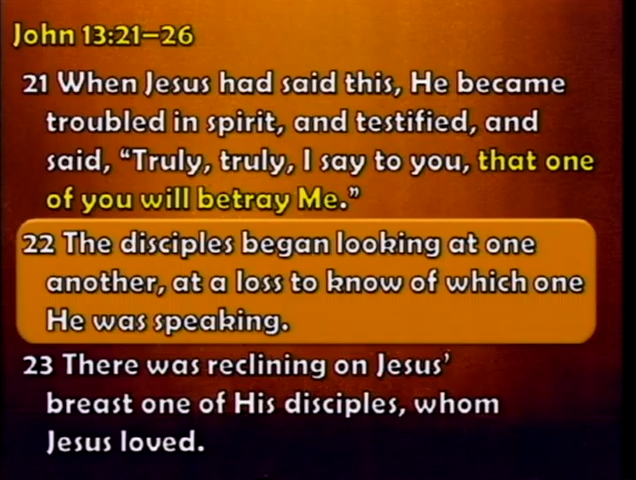 John 13:21–26
21 When Jesus had said this, He became
troubled in spirit, and testified, and
said, “Truly, truly, I say to you, that one
of you will betray Me.”
22 The disciples began looking at one
another, at a loss to know of which one
He was speaking.
23 There was reclining on Jesus’
breast one of His disciples, whom
Jesus loved.